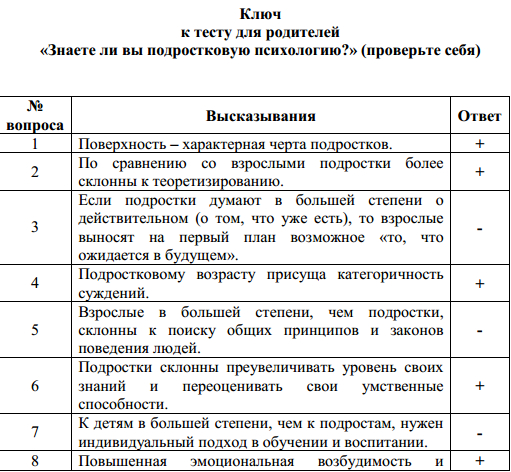 Ключ
к тесту для родителей
«Знаете ли вы подростковую психологию?» (проверьте себя)
№ вопроса Высказывания Ответ
1 Поверхность – характерная черта подростков. +
2 По сравнению со взрослыми подростки более +
склонны к теоретизированию.
3 Если подростки думают в большей степени о -
действительном (о том, что уже есть), то взрослые
выносят на первый план возможное «то, что
ожидается в будущем».
4 Подростковому возрасту присуща категоричность +
суждений.
5 Взрослые в большей степени, чем подростки, -
склонны к поиску общих принципов и законов
поведения людей.
6 Подростки склонны преувеличивать уровень своих +
знаний и переоценивать свои умственные
способности.
7 К детям в большей степени, чем к подростам, нужен -
индивидуальный подход в обучении и воспитании.
8 Повышенная эмоциональная возбудимость и +